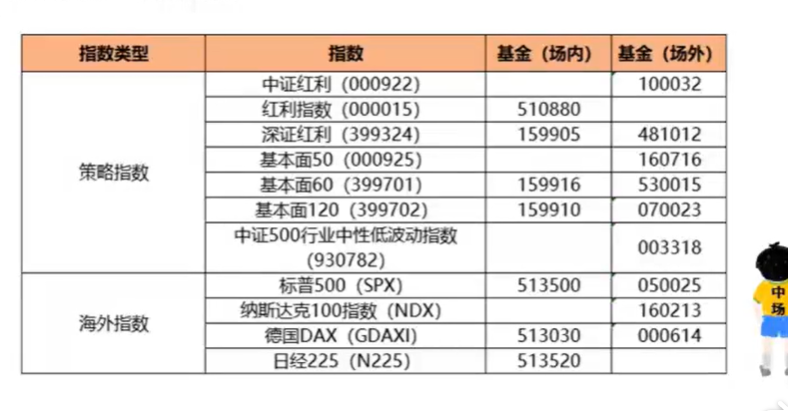 指数类型 指数 基金（场内） 基金（场外）
策略指数
中证红利（000922） 100032
红利指数（000015） 510880
深证红利（399324） 159905 481012
基本面50（000925） 160716
基本面60（399701） 159916 530015
基本面120（399702） 159910 070023
中证500行业中性低波动指数
（930782） 003318
海外指数
标普500（SPX） 513500 050025
纳斯达克100指数（NDX） 160213
德国DAX（GDAXI） 513030 000614
日经225（N225） 513520
中
场